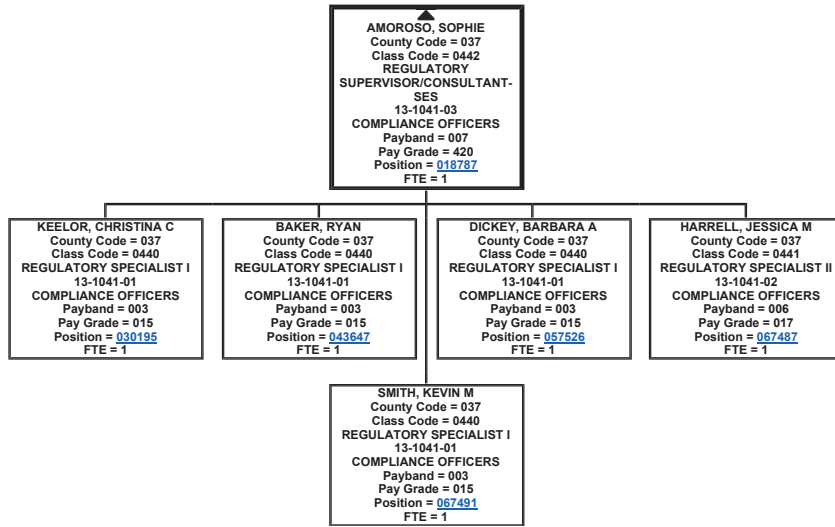 AMOROSO, SOPHIE
County Code = 037
Class Code = 0442
REGULATORY
SUPERVISOR/CONSULTANT-
SES
13-1041-03
COMPLIANCE OFFICERS
Payband = 007
Pay Grade = 420
Position = 018787
FTE = 1
KEELOR, CHRISTINA C
County Code = 037
Class Code = 0440
REGULATORY SPECIALIST I
13-1041-01
COMPLIANCE OFFICERS
Payband = 003
Pay Grade = 015
Position = 030195
FTE = 1
BAKER, RYAN
County Code = 037
Class Code = 0440
REGULATORY SPECIALIST I
13-1041-01
COMPLIANCE OFFICERS
Payband = 003
Pay Grade = 015
Position = 043647
FTE = 1
DICKEY, BARBARA A
County Code = 037
Class Code = 0440
REGULATORY SPECIALIST I
13-1041-01
COMPLIANCE OFFICERS
Payband = 003
Pay Grade = 015
Position = 057526
FTE = 1
HARRELL, JESSICA M
County Code = 037
Class Code = 0441
REGULATORY SPECIALIST II
13-1041-02
COMPLIANCE OFFICERS
Payband = 006
Pay Grade = 017
Position = 067487
FTE = 1
SMITH, KEVIN M
County Code = 037
Class Code = 0440
REGULATORY SPECIALIST I
13-1041-01
COMPLIANCE OFFICERS
Payband = 003
Pay Grade = 015
Position = 067491
FTE = 1